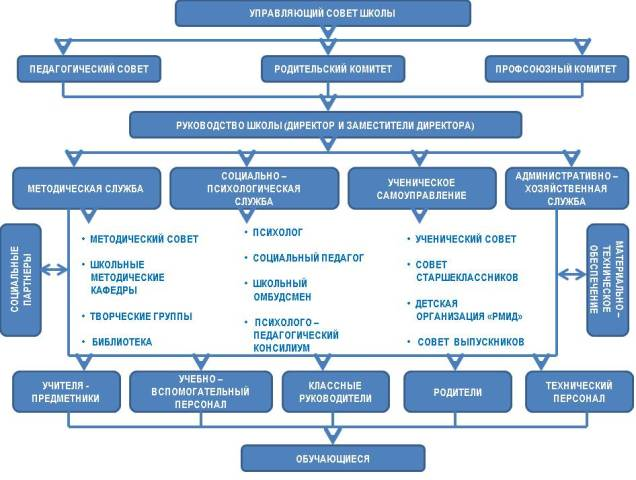 УПРАВЛЯЮЩИЙ СОВЕТ ШКОЛЫ
ПЕДАГОГИЧЕСКИЙ СОВЕТ
РОДИТЕЛЬСКИЙ КОМИТЕТ
ПРОФСОЮЗНЫЙ КОМИТЕТ
РУКОВОДСТВО ШКОЛЫ (ДИРЕКТОР И ЗАМЕСТИТЕЛИ ДИРЕКТОРА)
МЕТОДИЧЕСКАЯ СЛУЖБА
СОЦИАЛЬНО –
ПСИХОЛОГИЧЕСКАЯ
СЛУЖБА
УЧЕНИЧЕСКОЕ
САМОУПРАВЛЕНИЕ
АДМИНИСТРАТИВНО –
ХОЗЯЙСТВЕННАЯ
СЛУЖБА
СОЦИАЛЬНЫЕ
ПАРТНЕРЫ
• МЕТОДИЧЕСКИЙ СОВЕТ
• ШКОЛЬНЫЕ
МЕТОДИЧЕСКИЕ
КАФЕДРЫ
• ТВОРЧЕСКИЕ ГРУППЫ
• БИБЛИОТЕКА
• ПСИХОЛОГ
• СОЦИАЛЬНЫЙ ПЕДАГОГ
• ШКОЛЬНЫЙ
ОМБУДСМЕН
• ПСИХОЛОГО –
ПЕДАГОГИЧЕСКИЙ
КОНСИЛИУМ
• УЧЕНИЧЕСКИЙ СОВЕТ
• СОВЕТ
СТАРШЕКЛАССНИКОВ
• ДЕТСКАЯ
ОРГАНИЗАЦИЯ «РМИД»
• СОВЕТ ВЫПУСКНИКОВ
МАТЕРИАЛЬНО –
ТЕХНИЧЕСКОЕ
ОБЕСПЕЧЕНИЕ
УЧИТЕЛЯ -
ПРЕДМЕТНИКИ
УЧЕБНО –
ВСПОМОГАТЕЛЬНЫЙ
ПЕРСОНАЛ
КЛАССНЫЕ
РУКОВОДИТЕЛИ
РОДИТЕЛИ
ТЕХНИЧЕСКИЙ
ПЕРСОНАЛ
ОБУЧАЮЩИЕСЯ